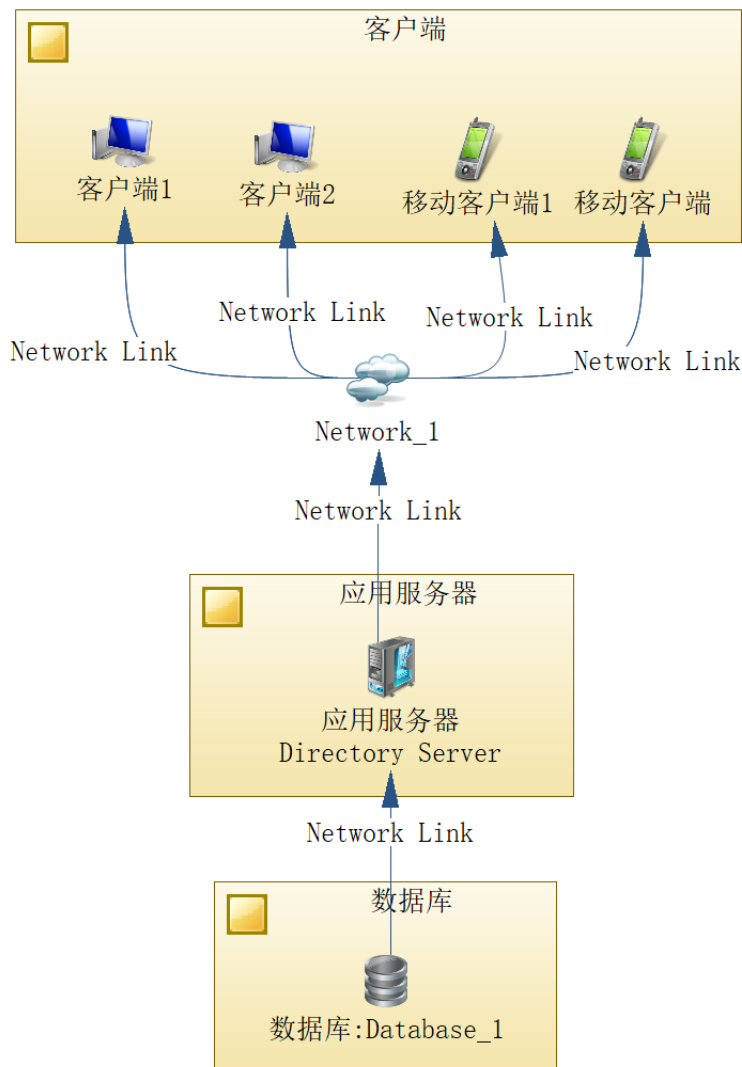 客户端
客户端1
客户端2
移动客户端1
移动客户端
Network Link
Network Link
Network Link
Network Link
Network_1
Network Link
应用服务器
应用服务器
Directory Server
Network Link
数据库
数据库:Database_1